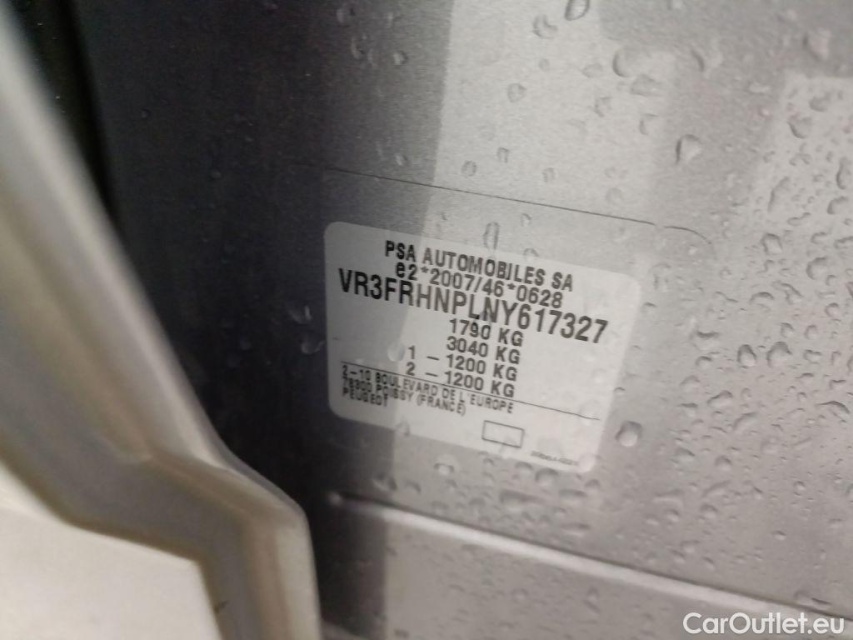 PSA AUTOMOBILES SA
e2*2007/46*0628
VR3FRHNPLNY617327
1790 KG
3040 KG
1 - 1200 KG
2 - 1200 KG
2-10 BOULEVARD DE L'EUROPE
78300 POISSY (FRANCE)
PEUGEOT
CarOutlet.eu